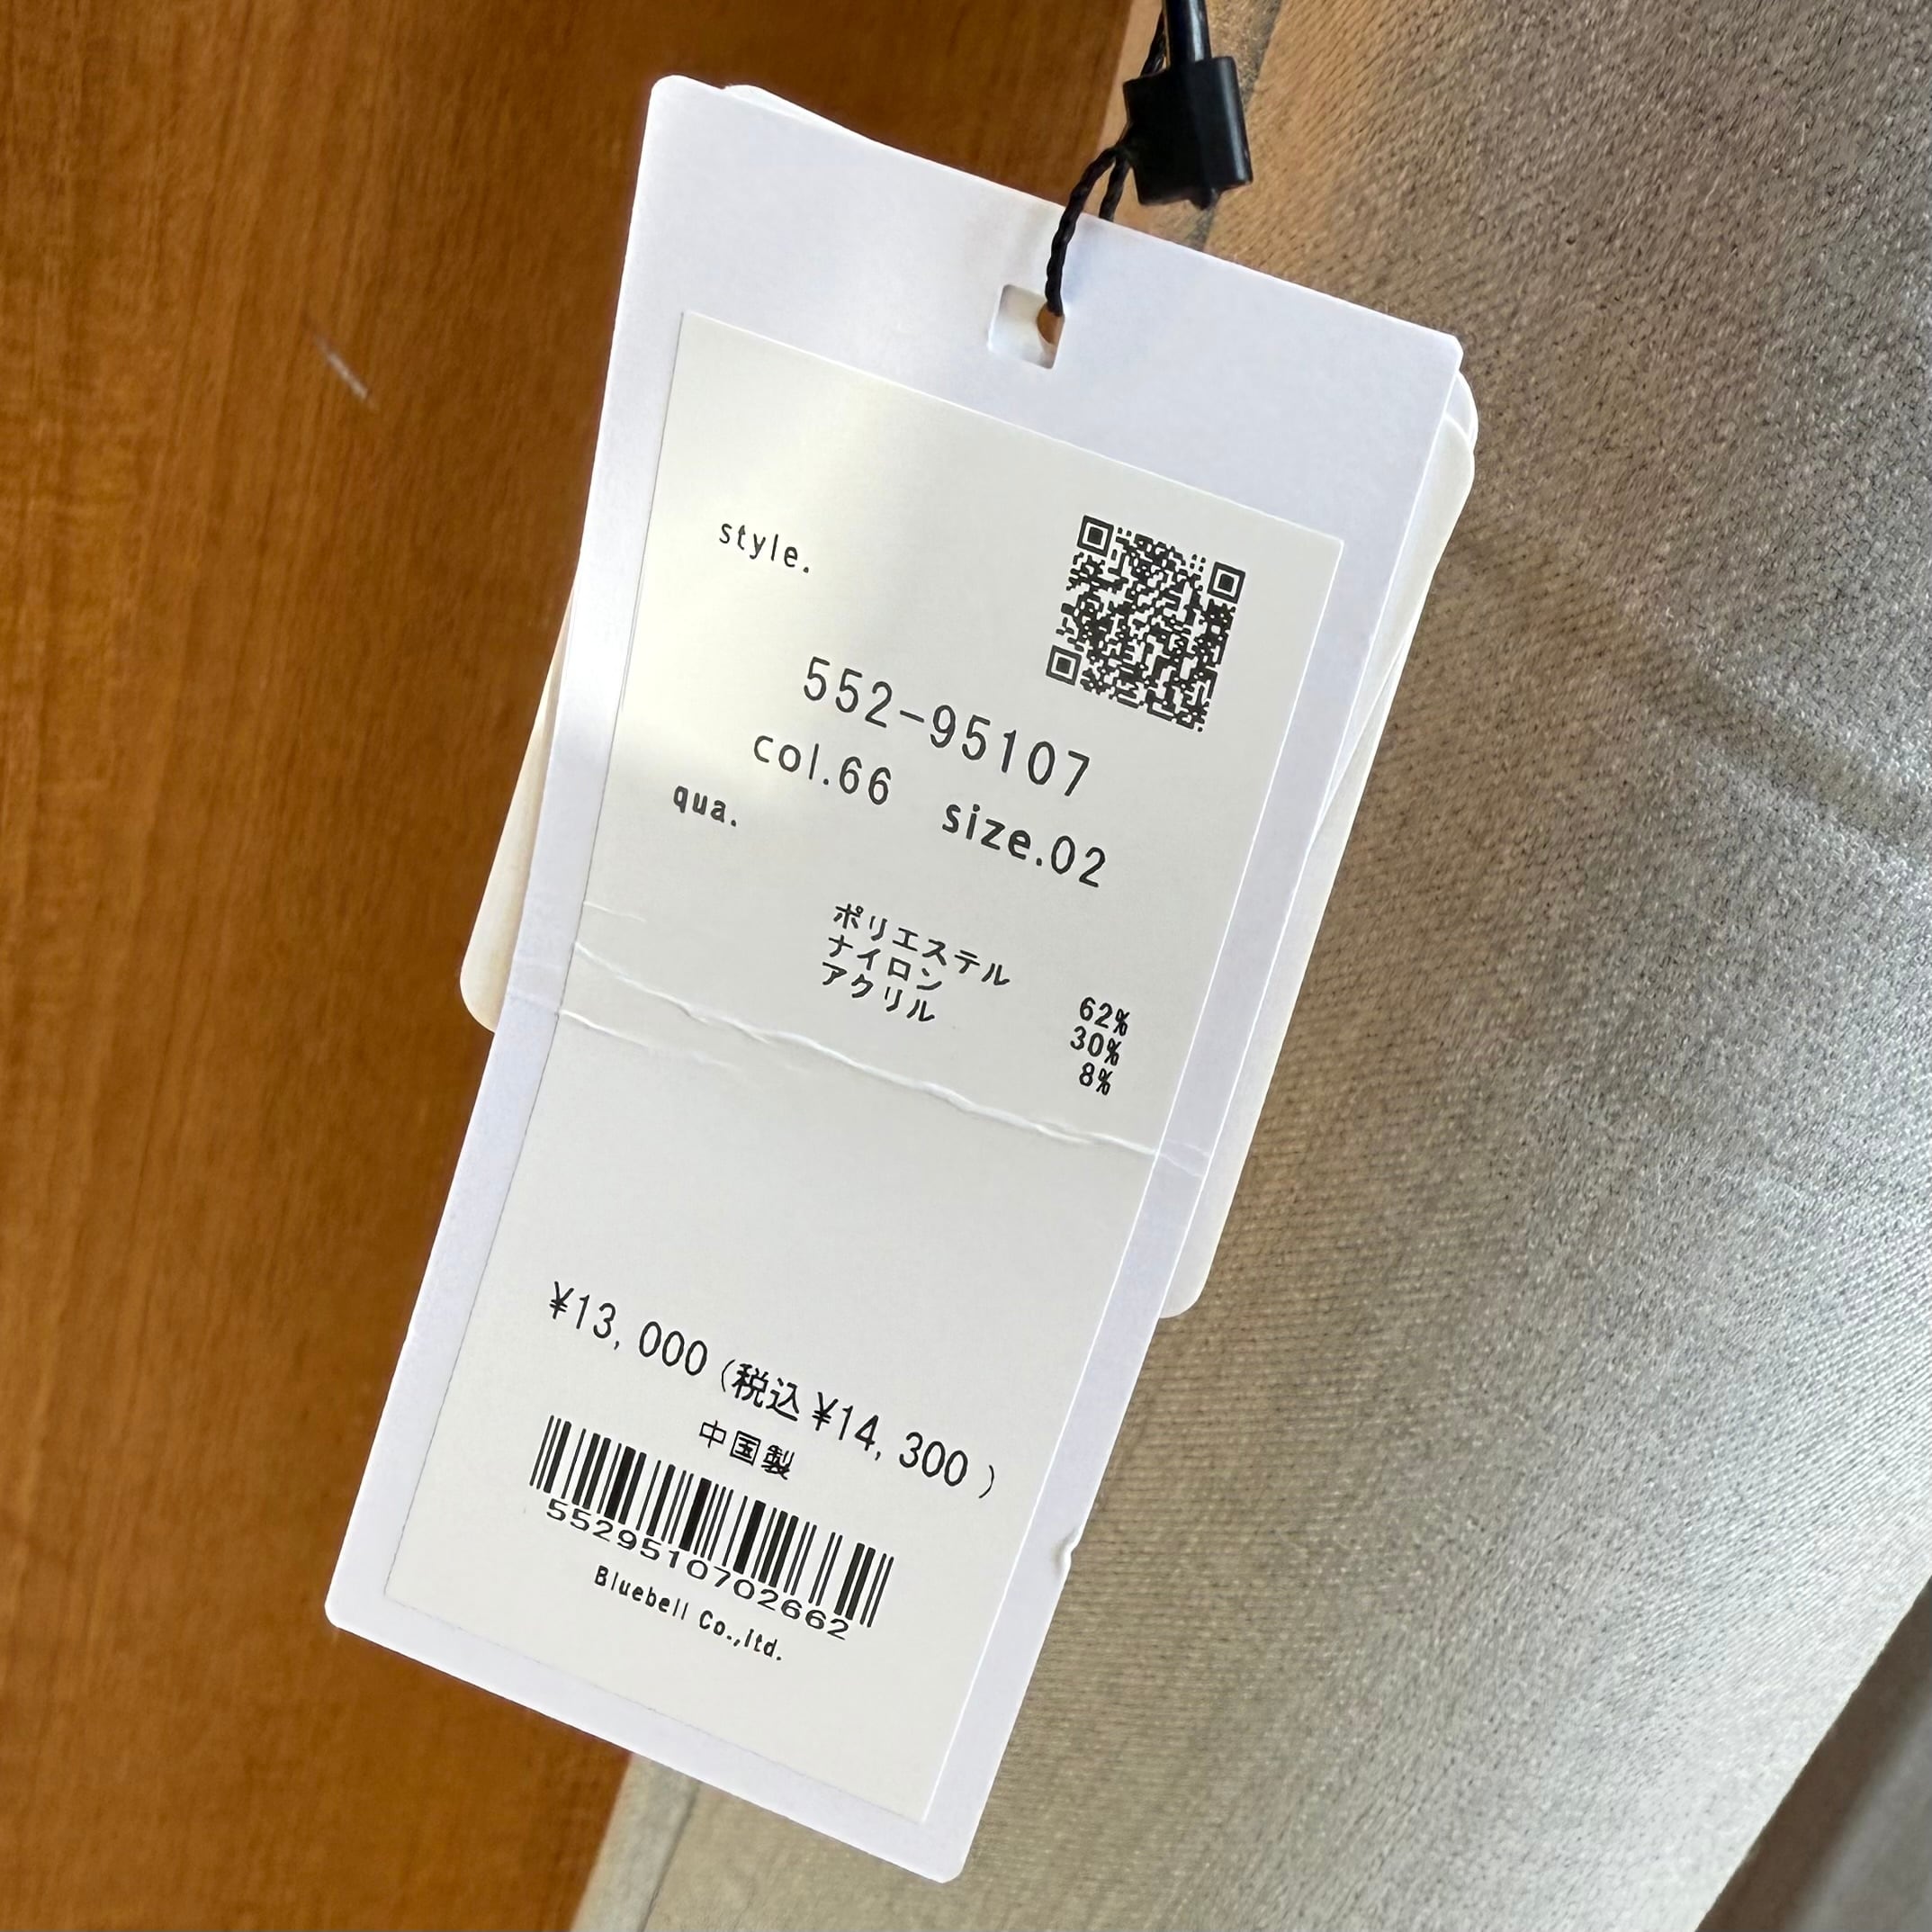 style.
552-95107
col.66 size.02
qua.
ポリエステル 62%
ナイロン 30%
アクリル 8%
¥13,000(税込¥14,300)
中国製
5529510702662
Bluebell Co.,ltd.